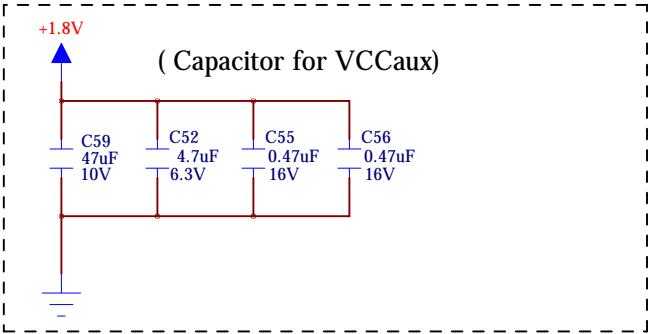 +1.8V
( Capacitor for VCCaux)
C59
47uF
10V
C52
4.7uF
6.3V
C55
0.47uF
16V
C56
0.47uF
16V